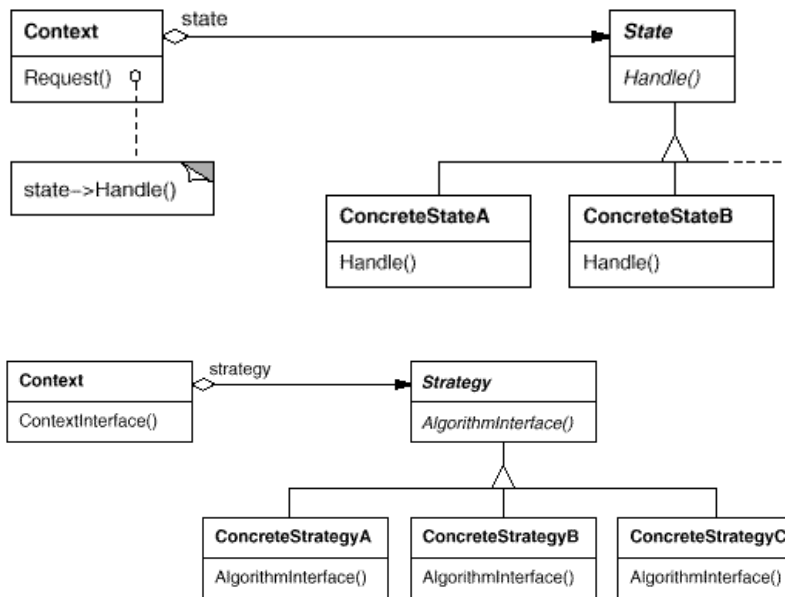 Context
state
State
Request()
Handle()
state->Handle()
ConcreteStateA
ConcreteStateB
Handle()
Handle()
Context
strategy
Strategy
ContextInterface()
AlgorithmInterface()
ConcreteStrategyA
ConcreteStrategyB
ConcreteStrategyC
AlgorithmInterface()
AlgorithmInterface()
AlgorithmInterface()